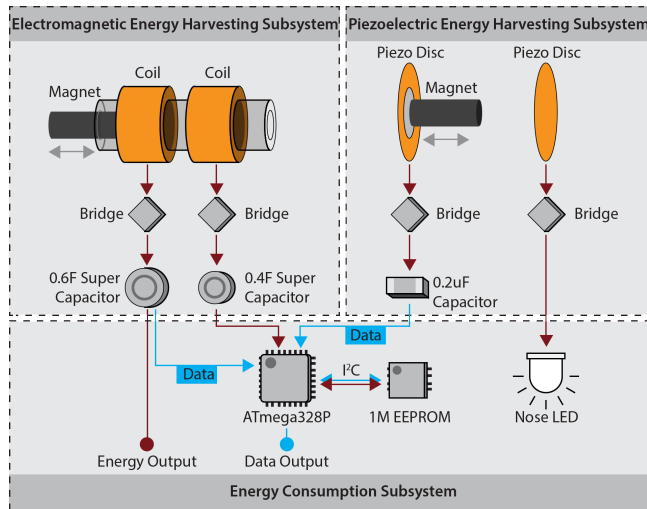 Electromagnetic Energy Harvesting Subsystem
Piezoelectric Energy Harvesting Subsystem
Coil
Coil
Magnet
Piezo Disc
Piezo Disc
Magnet
Bridge
Bridge
Bridge
Bridge
0.6F Super
Capacitor
0.4F Super
Capacitor
0.2uF
Capacitor
Data
Data
I²C
ATmega328P
1M EEPROM
Nose LED
Energy Output
Data Output
Energy Consumption Subsystem